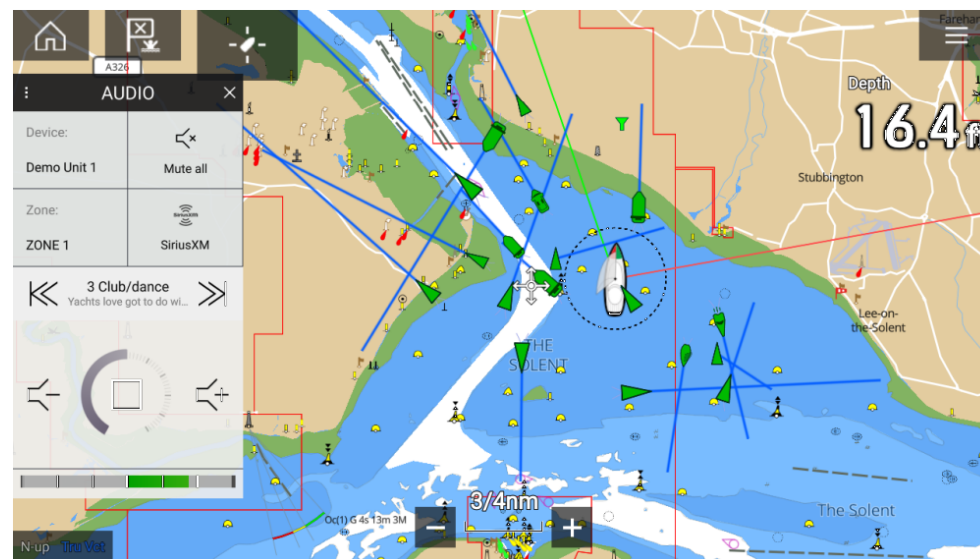 A326
Fareham
AUDIO
Device:
Demo Unit 1
Mute all
Zone:
ZONE 1
SiriusXM
SiriusXM
3 Club/dance
Yachts love got to do wi...
Depth
16.4ft
Stubbington
Lee-on-
the-Solent
THE
SOLENT
3/4nm
The Solent
Oc(1) G 4s 13m 3M
N-up